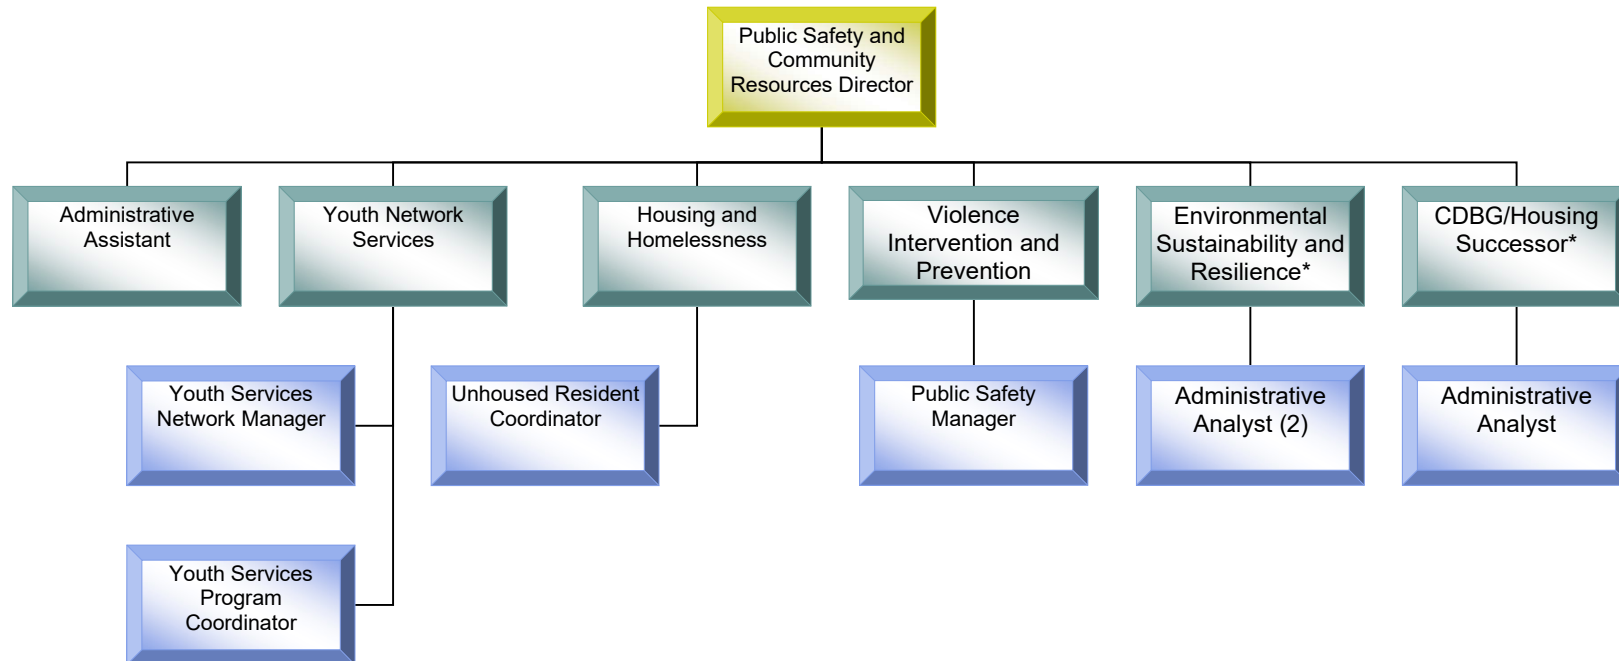 Public Safety and
Community
Resources Director
Administrative
Assistant
Youth Network
Services
Housing and
Homelessness
Violence
Intervention and
Prevention
Environmental
Sustainability and
Resilience*
CDBG/Housing
Successor*
Youth Services
Network Manager
Unhoused Resident
Coordinator
Public Safety
Manager
Administrative
Analyst (2)
Administrative
Analyst
Youth Services
Program
Coordinator